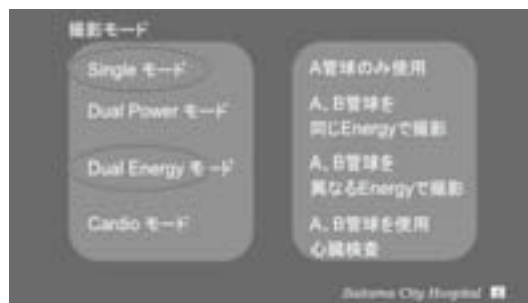 撮影モード
Single モード
A管球のみ使用
Dual Power モード
A、B管球を
同じEnergyで撮影
Dual Energy モード
A、B管球を
異なるEnergyで撮影
Cardio モード
A、B管球を使用
心臓検査
City Hospital